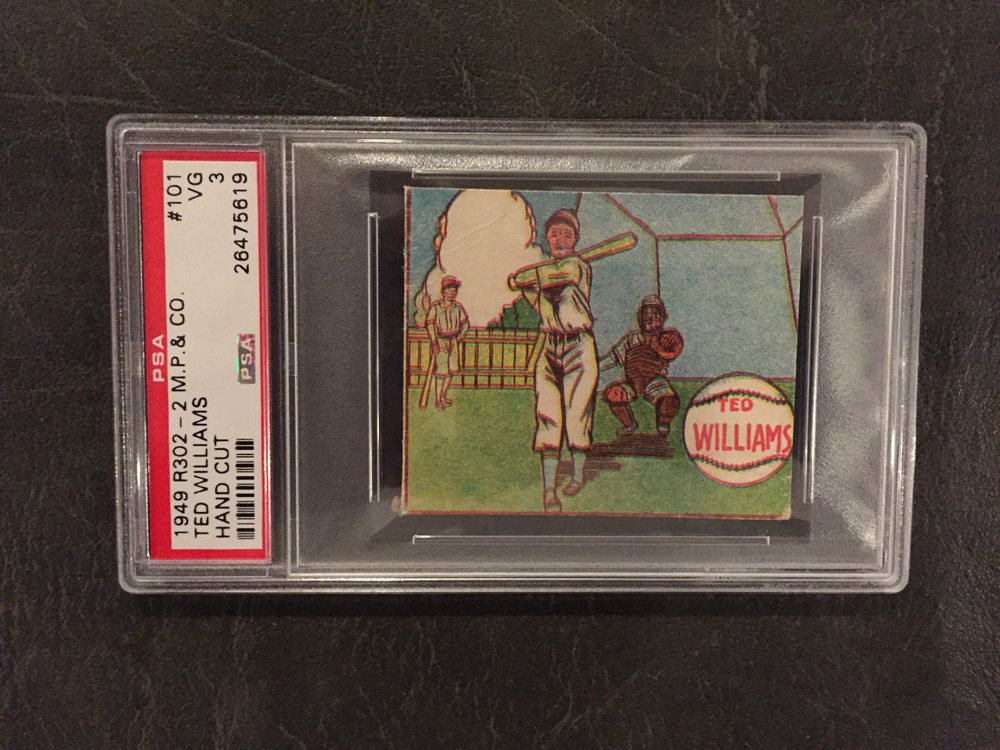 PSA
1949 R302 - 2 M.P. & CO. #101
TED WILLIAMS VG
HAND CUT 3
PSA 26475619
TED
WILLIAMS